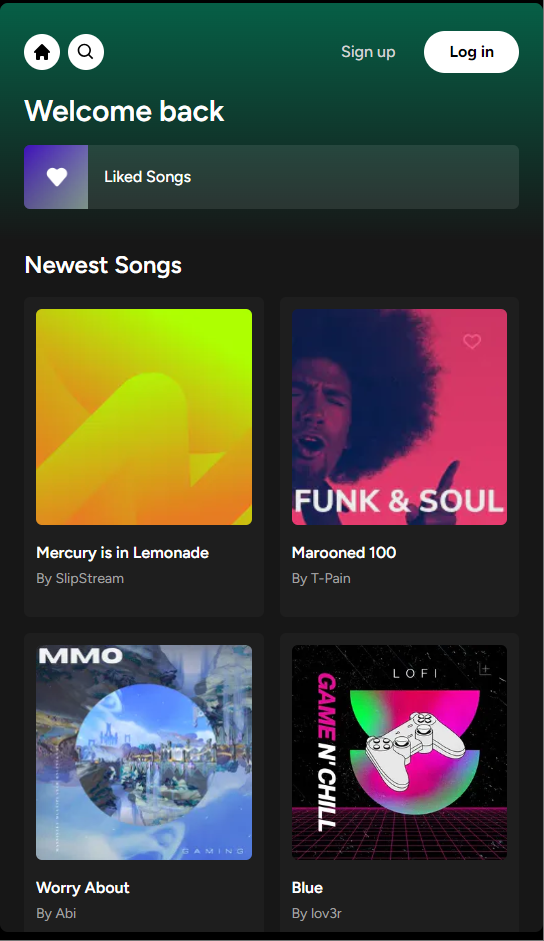 Sign up
Log in
Welcome back
Liked Songs
Newest Songs
FUNK & SOUL
Mercury is in Lemonade
Marooned 100
By SlipStream
By T-Pain
MMO
LOFI
GAME N' CHILL
GAMING
Worry About
Blue
By Abi
By lov3r